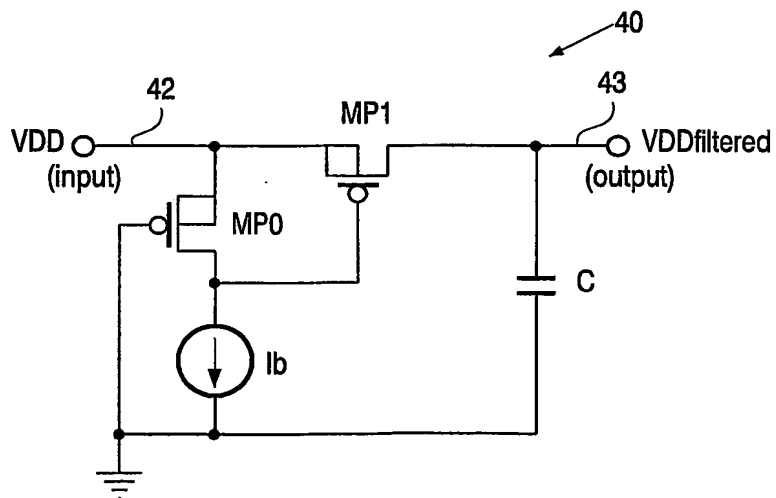 40
42
43
MP1
VDD
VDDfiltered
(input)
(output)
MP0
C
Ib